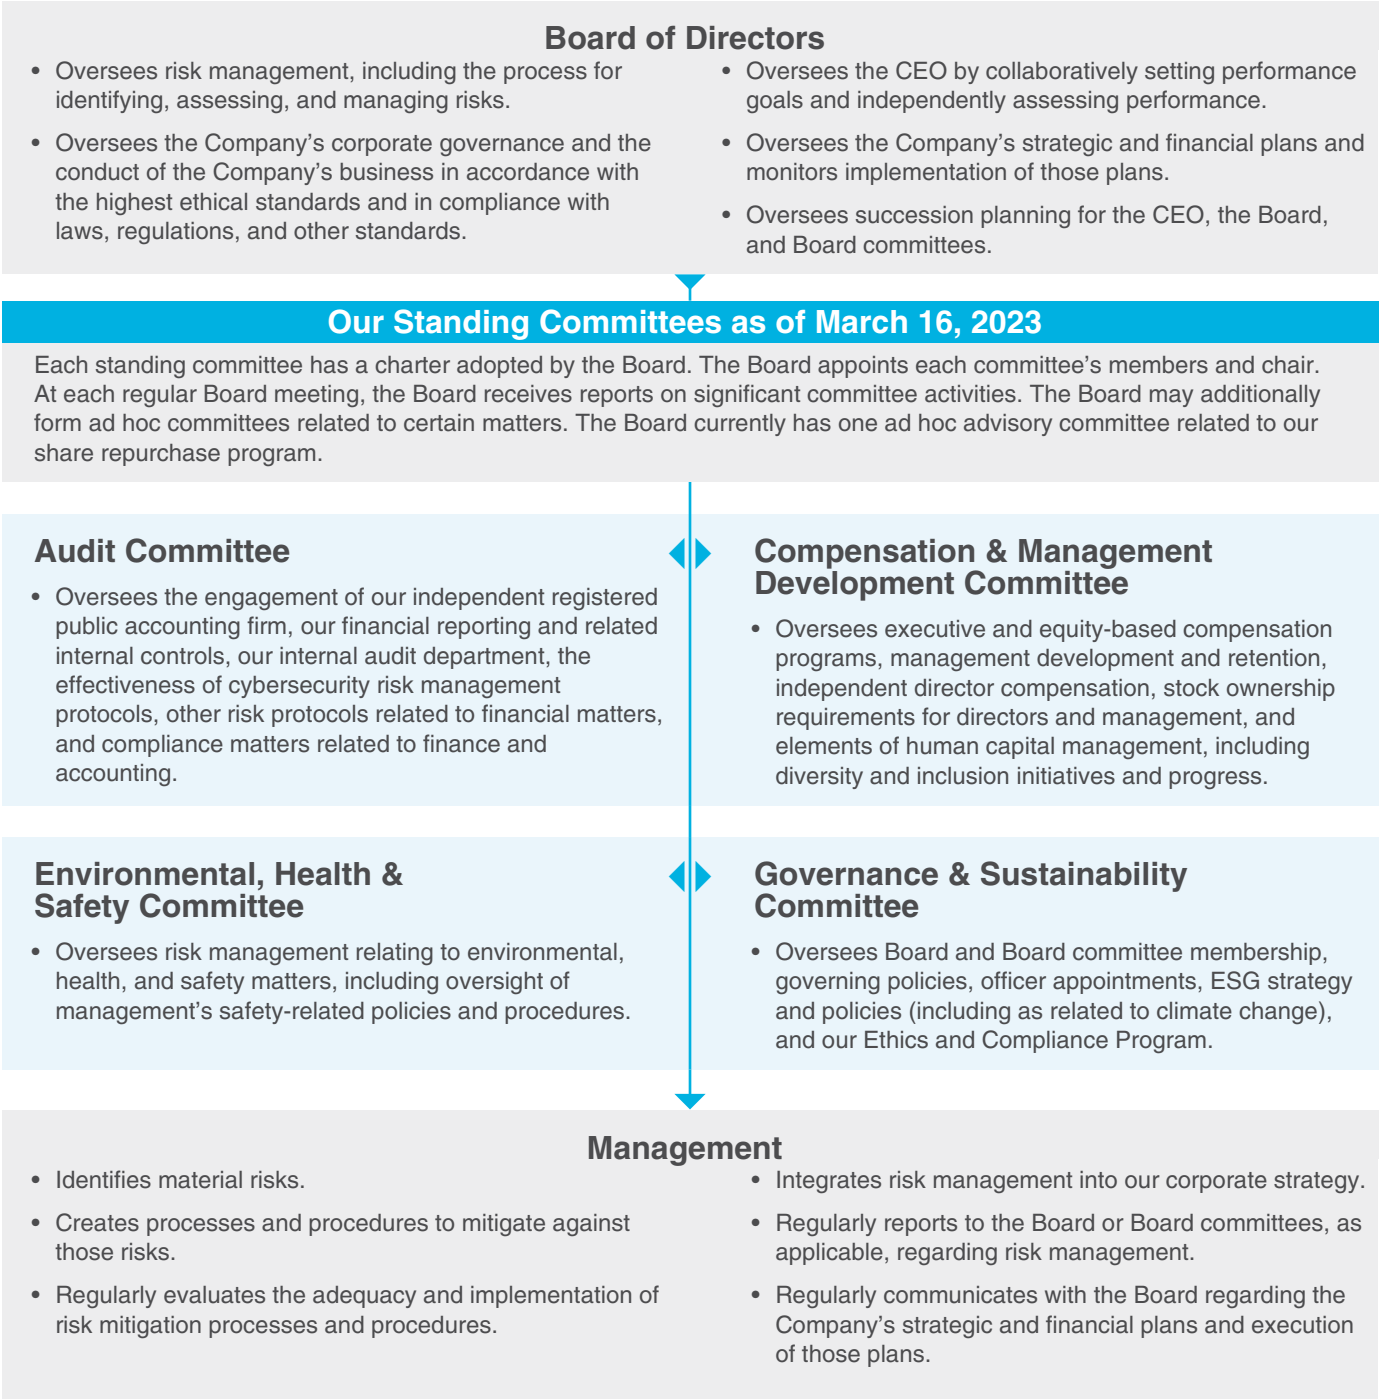 Board of Directors
• Oversees risk management, including the process for
identifying, assessing, and managing risks.
• Oversees the Company’s corporate governance and the
conduct of the Company’s business in accordance with
the highest ethical standards and in compliance with
laws, regulations, and other standards.
• Oversees the CEO by collaboratively setting performance
goals and independently assessing performance.
• Oversees the Company’s strategic and financial plans and
monitors implementation of those plans.
• Oversees succession planning for the CEO, the Board,
and Board committees.
Our Standing Committees as of March 16, 2023
Each standing committee has a charter adopted by the Board. The Board appoints each committee’s members and chair.
At each regular Board meeting, the Board receives reports on significant committee activities. The Board may additionally
form ad hoc committees related to certain matters. The Board currently has one ad hoc advisory committee related to our
share repurchase program.
Audit Committee
• Oversees the engagement of our independent registered
public accounting firm, our financial reporting and related
internal controls, our internal audit department, the
effectiveness of cybersecurity risk management
protocols, other risk protocols related to financial matters,
and compliance matters related to finance and
accounting.
Compensation & Management
Development Committee
• Oversees executive and equity-based compensation
programs, management development and retention,
independent director compensation, stock ownership
requirements for directors and management, and
elements of human capital management, including
diversity and inclusion initiatives and progress.
Environmental, Health &
Safety Committee
• Oversees risk management relating to environmental,
health, and safety matters, including oversight of
management’s safety-related policies and procedures.
Governance & Sustainability
Committee
• Oversees Board and Board committee membership,
governing policies, officer appointments, ESG strategy
and policies (including as related to climate change),
and our Ethics and Compliance Program.
Management
• Identifies material risks.
• Creates processes and procedures to mitigate against
those risks.
• Regularly evaluates the adequacy and implementation of
risk mitigation processes and procedures.
• Integrates risk management into our corporate strategy.
• Regularly reports to the Board or Board committees, as
applicable, regarding risk management.
• Regularly communicates with the Board regarding the
Company’s strategic and financial plans and execution
of those plans.